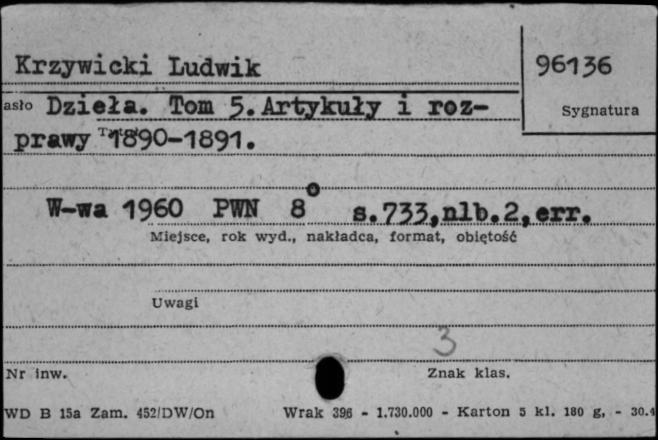 Krzywicki Ludwik
96136
asło Dzieła. Tom 5. Artykuły i roz-
Sygnatura
prawy 1890-1891.
W-wa 1960 PWN 8° s.733,nlb.2,err.
Miejsce, rok wyd., nakładca, format, obiętość
Uwagi
3
Nr inw.
Znak klas.
WD B 15a Zam. 452/DW/On Wrak 396 - 1.730.000 - Karton 5 kl. 180 g, - 30.4